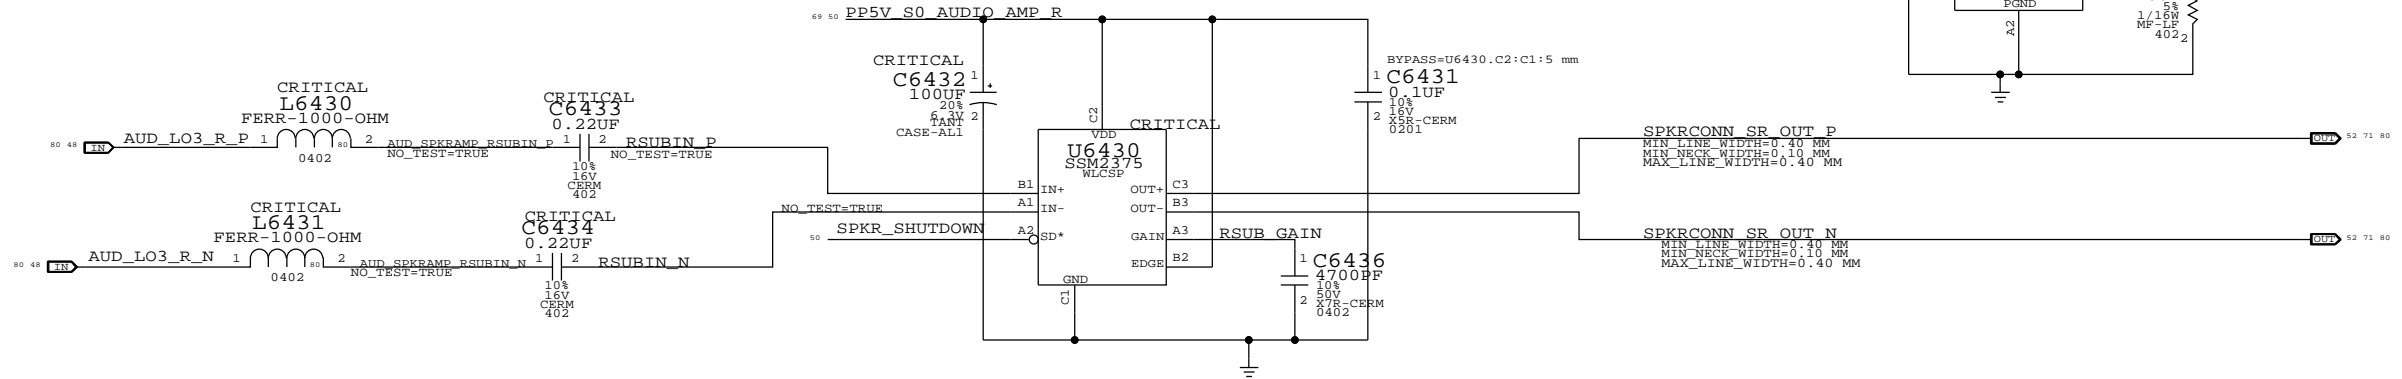 69 50 PP5V_S0_AUDIO_AMP_R
PGND
A2
5%
1/16W
MF-LF
402
2
CRITICAL
C6432
1
100UF
20%
6.3V
2
TANT
CASE-AL1
BYPASS=U6430.C2:C1:5 mm
1
C6431
0.1UF
10%
16V
2
X5R-CERM
0201
CRITICAL
L6430
FERR-1000-OHM
80 48 IN AUD_LO3_R_P 1 2
80
0402
AUD_SPKRAMP_RSUBIN_P
NO_TEST=TRUE
CRITICAL
C6433
0.22UF
1 2
10%
16V
CERM
402
RSUBIN_P
NO_TEST=TRUE
C2
VDD
CRITICAL
U6430
SSM2375
WLCSP
B1 IN+ OUT+ C3
A1 IN- OUT- B3
A2 SD* GAIN A3
EDGE B2
GND
C1
SPKRCONN_SR_OUT_P
MIN_LINE_WIDTH=0.40 MM
MIN_NECK_WIDTH=0.10 MM
MAX_LINE_WIDTH=0.40 MM
OUT 52 71 80
CRITICAL
L6431
FERR-1000-OHM
80 48 IN AUD_LO3_R_N 1 2
80
0402
AUD_SPKRAMP_RSUBIN_N
NO_TEST=TRUE
CRITICAL
C6434
0.22UF
1 2
10%
16V
CERM
402
RSUBIN_N
NO_TEST=TRUE
50 SPKR_SHUTDOWN
RSUB_GAIN
1
C6436
4700PF
10%
50V
2
X7R-CERM
0402
SPKRCONN_SR_OUT_N
MIN_LINE_WIDTH=0.40 MM
MIN_NECK_WIDTH=0.10 MM
MAX_LINE_WIDTH=0.40 MM
OUT 52 71 80